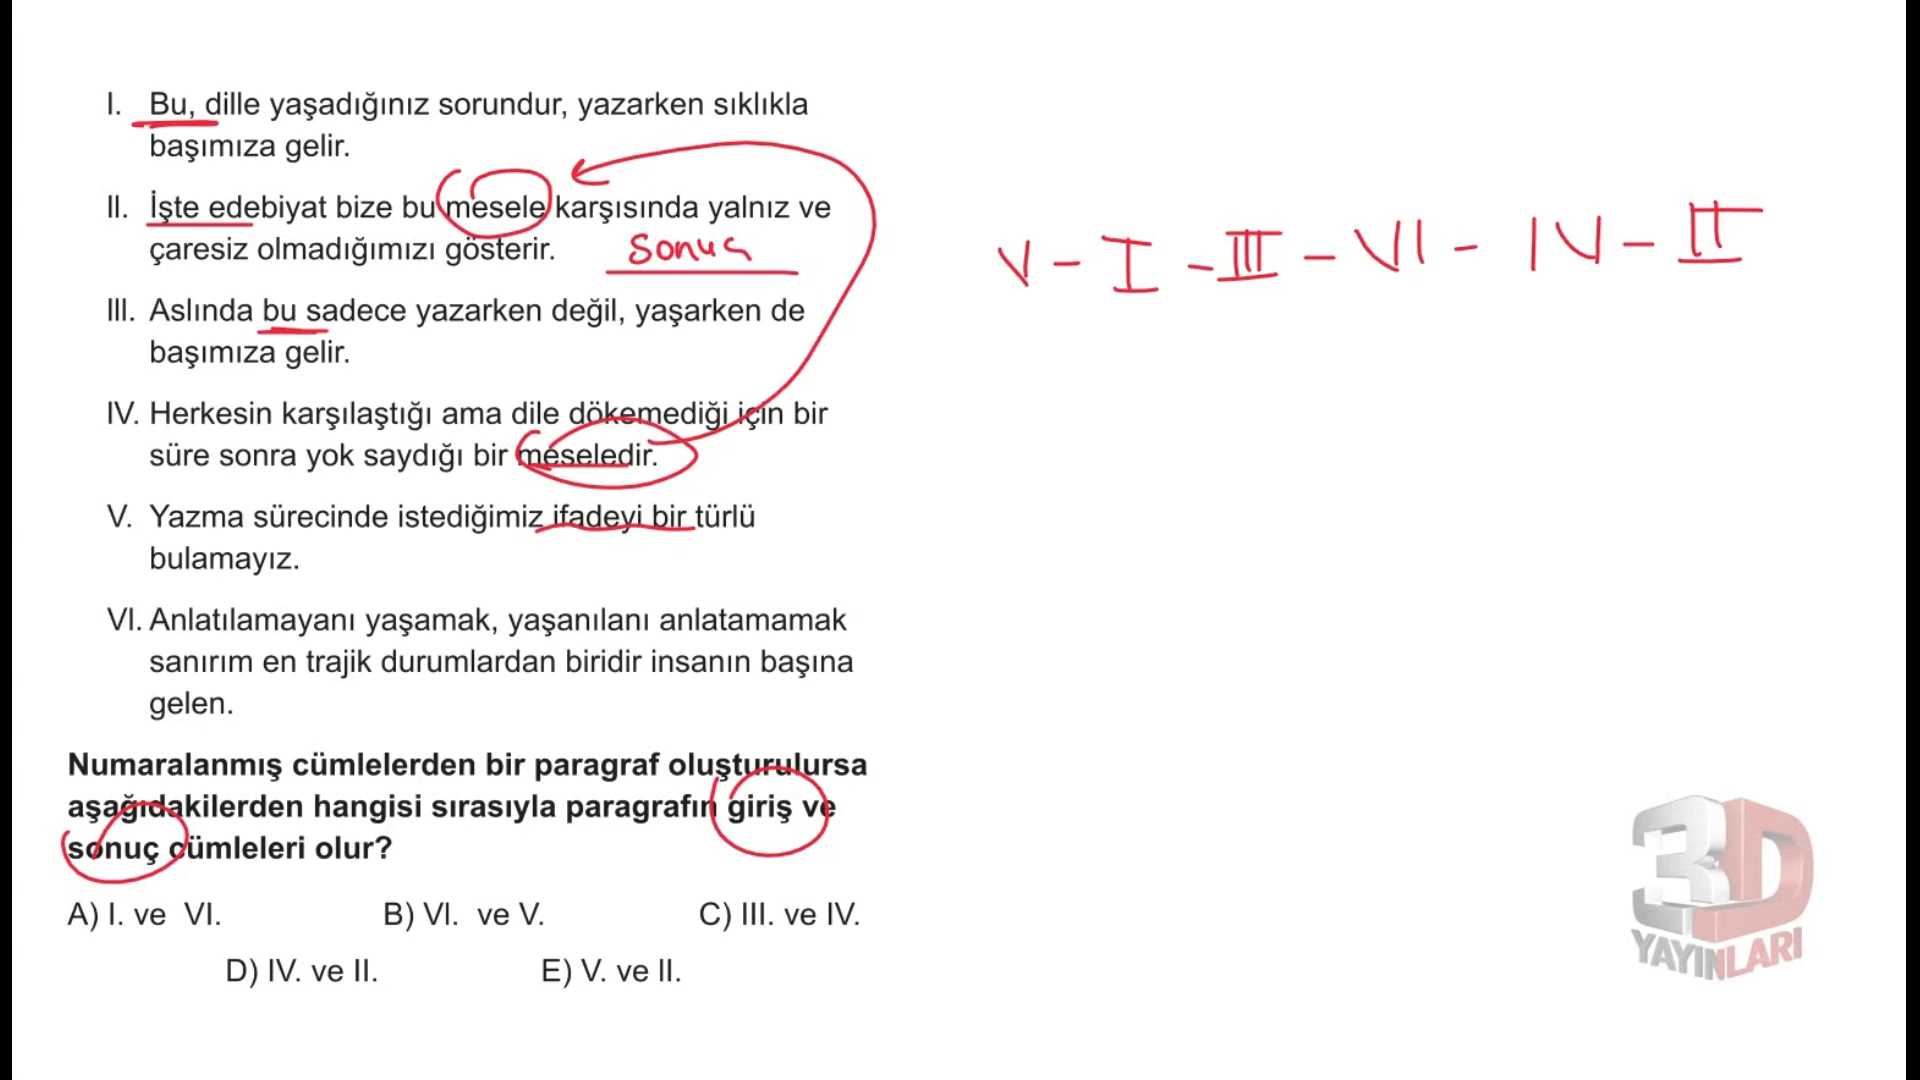 I. Bu, dille yaşadığınız sorundur, yazarken sıklıkla
başımıza gelir.
II. İşte edebiyat bize bu mesele karşısında yalnız ve
çaresiz olmadığımızı gösterir. sonuç
III. Aslında bu sadece yazarken değil, yaşarken de
başımıza gelir.
IV. Herkesin karşılaştığı ama dile dökemediği için bir
süre sonra yok saydığı bir meseledir.
V. Yazma sürecinde istediğimiz ifadeyi bir türlü
bulamayız.
VI. Anlatılamayanı yaşamak, yaşanılanı anlatamamak
sanırım en trajik durumlardan biridir insanın başına
gelen.
Numaralanmış cümlelerden bir paragraf oluşturulursa
aşağıdakilerden hangisi sırasıyla paragrafın giriş ve
sonuç cümleleri olur?
A) I. ve VI. B) VI. ve V. C) III. ve IV.
D) IV. ve II. E) V. ve II.
V - I - III - VI - IV - II
3D
YAYINLARI